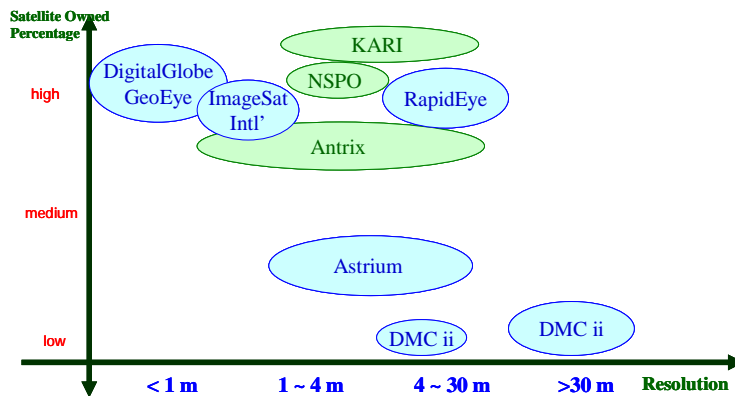 Satellite Owned
Percentage
KARI
DigitalGlobe
GeoEye
NSPO
high
ImageSat
Intl’
RapidEye
Antrix
medium
Astrium
low
DMC ii
DMC ii
< 1 m
1 ~ 4 m
4 ~ 30 m
>30 m
Resolution